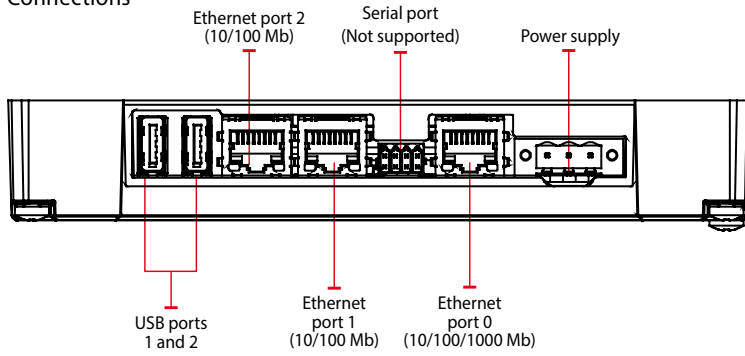 Connections
Ethernet port 2
(10/100 Mb)
Serial port
(Not supported)
Power supply
USB ports
1 and 2
Ethernet
port 1
(10/100 Mb)
Ethernet
port 0
(10/100/1000 Mb)